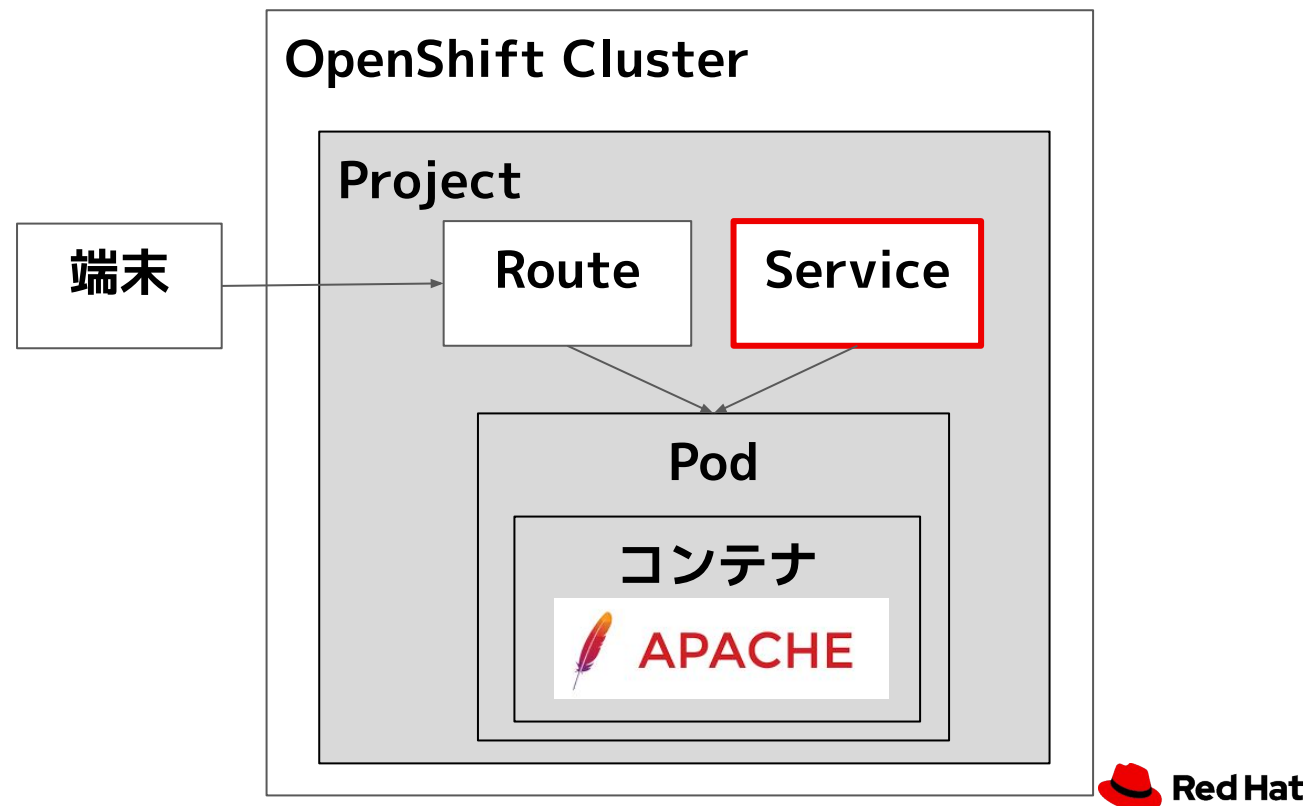 OpenShift Cluster
Project
端末
Route
Service
Pod
コンテナ
APACHE
Red Hat